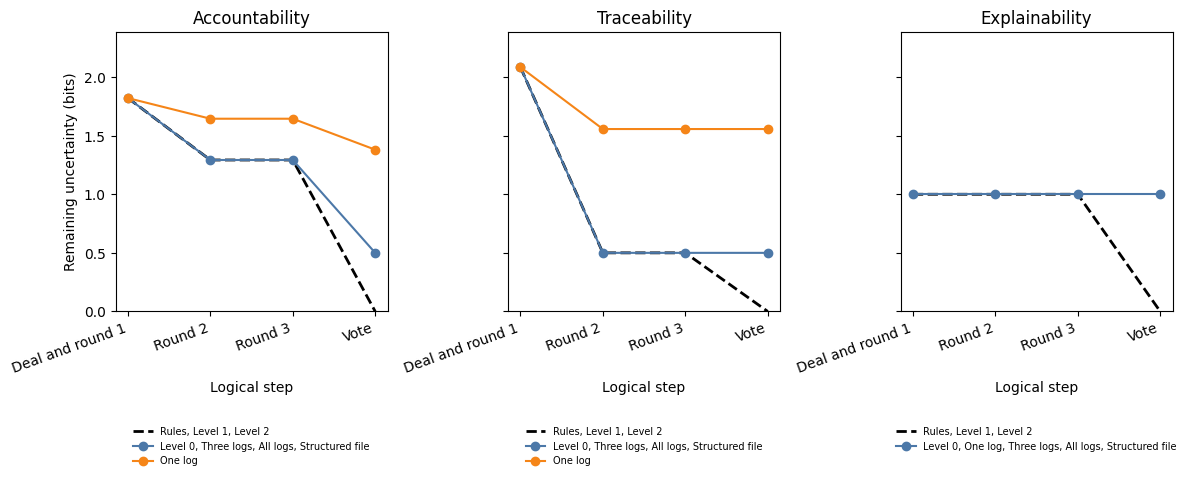 Accountability
Traceability
Explainability
Remaining uncertainty (bits)
2.0
1.5
1.0
0.5
0.0
Deal and round 1
Round 2
Round 3
Vote
Deal and round 1
Round 2
Round 3
Vote
Deal and round 1
Round 2
Round 3
Vote
Logical step
Logical step
Logical step
Rules, Level 1, Level 2
Level 0, Three logs, All logs, Structured file
One log
Rules, Level 1, Level 2
Level 0, Three logs, All logs, Structured file
One log
Rules, Level 1, Level 2
Level 0, One log, Three logs, All logs, Structured file